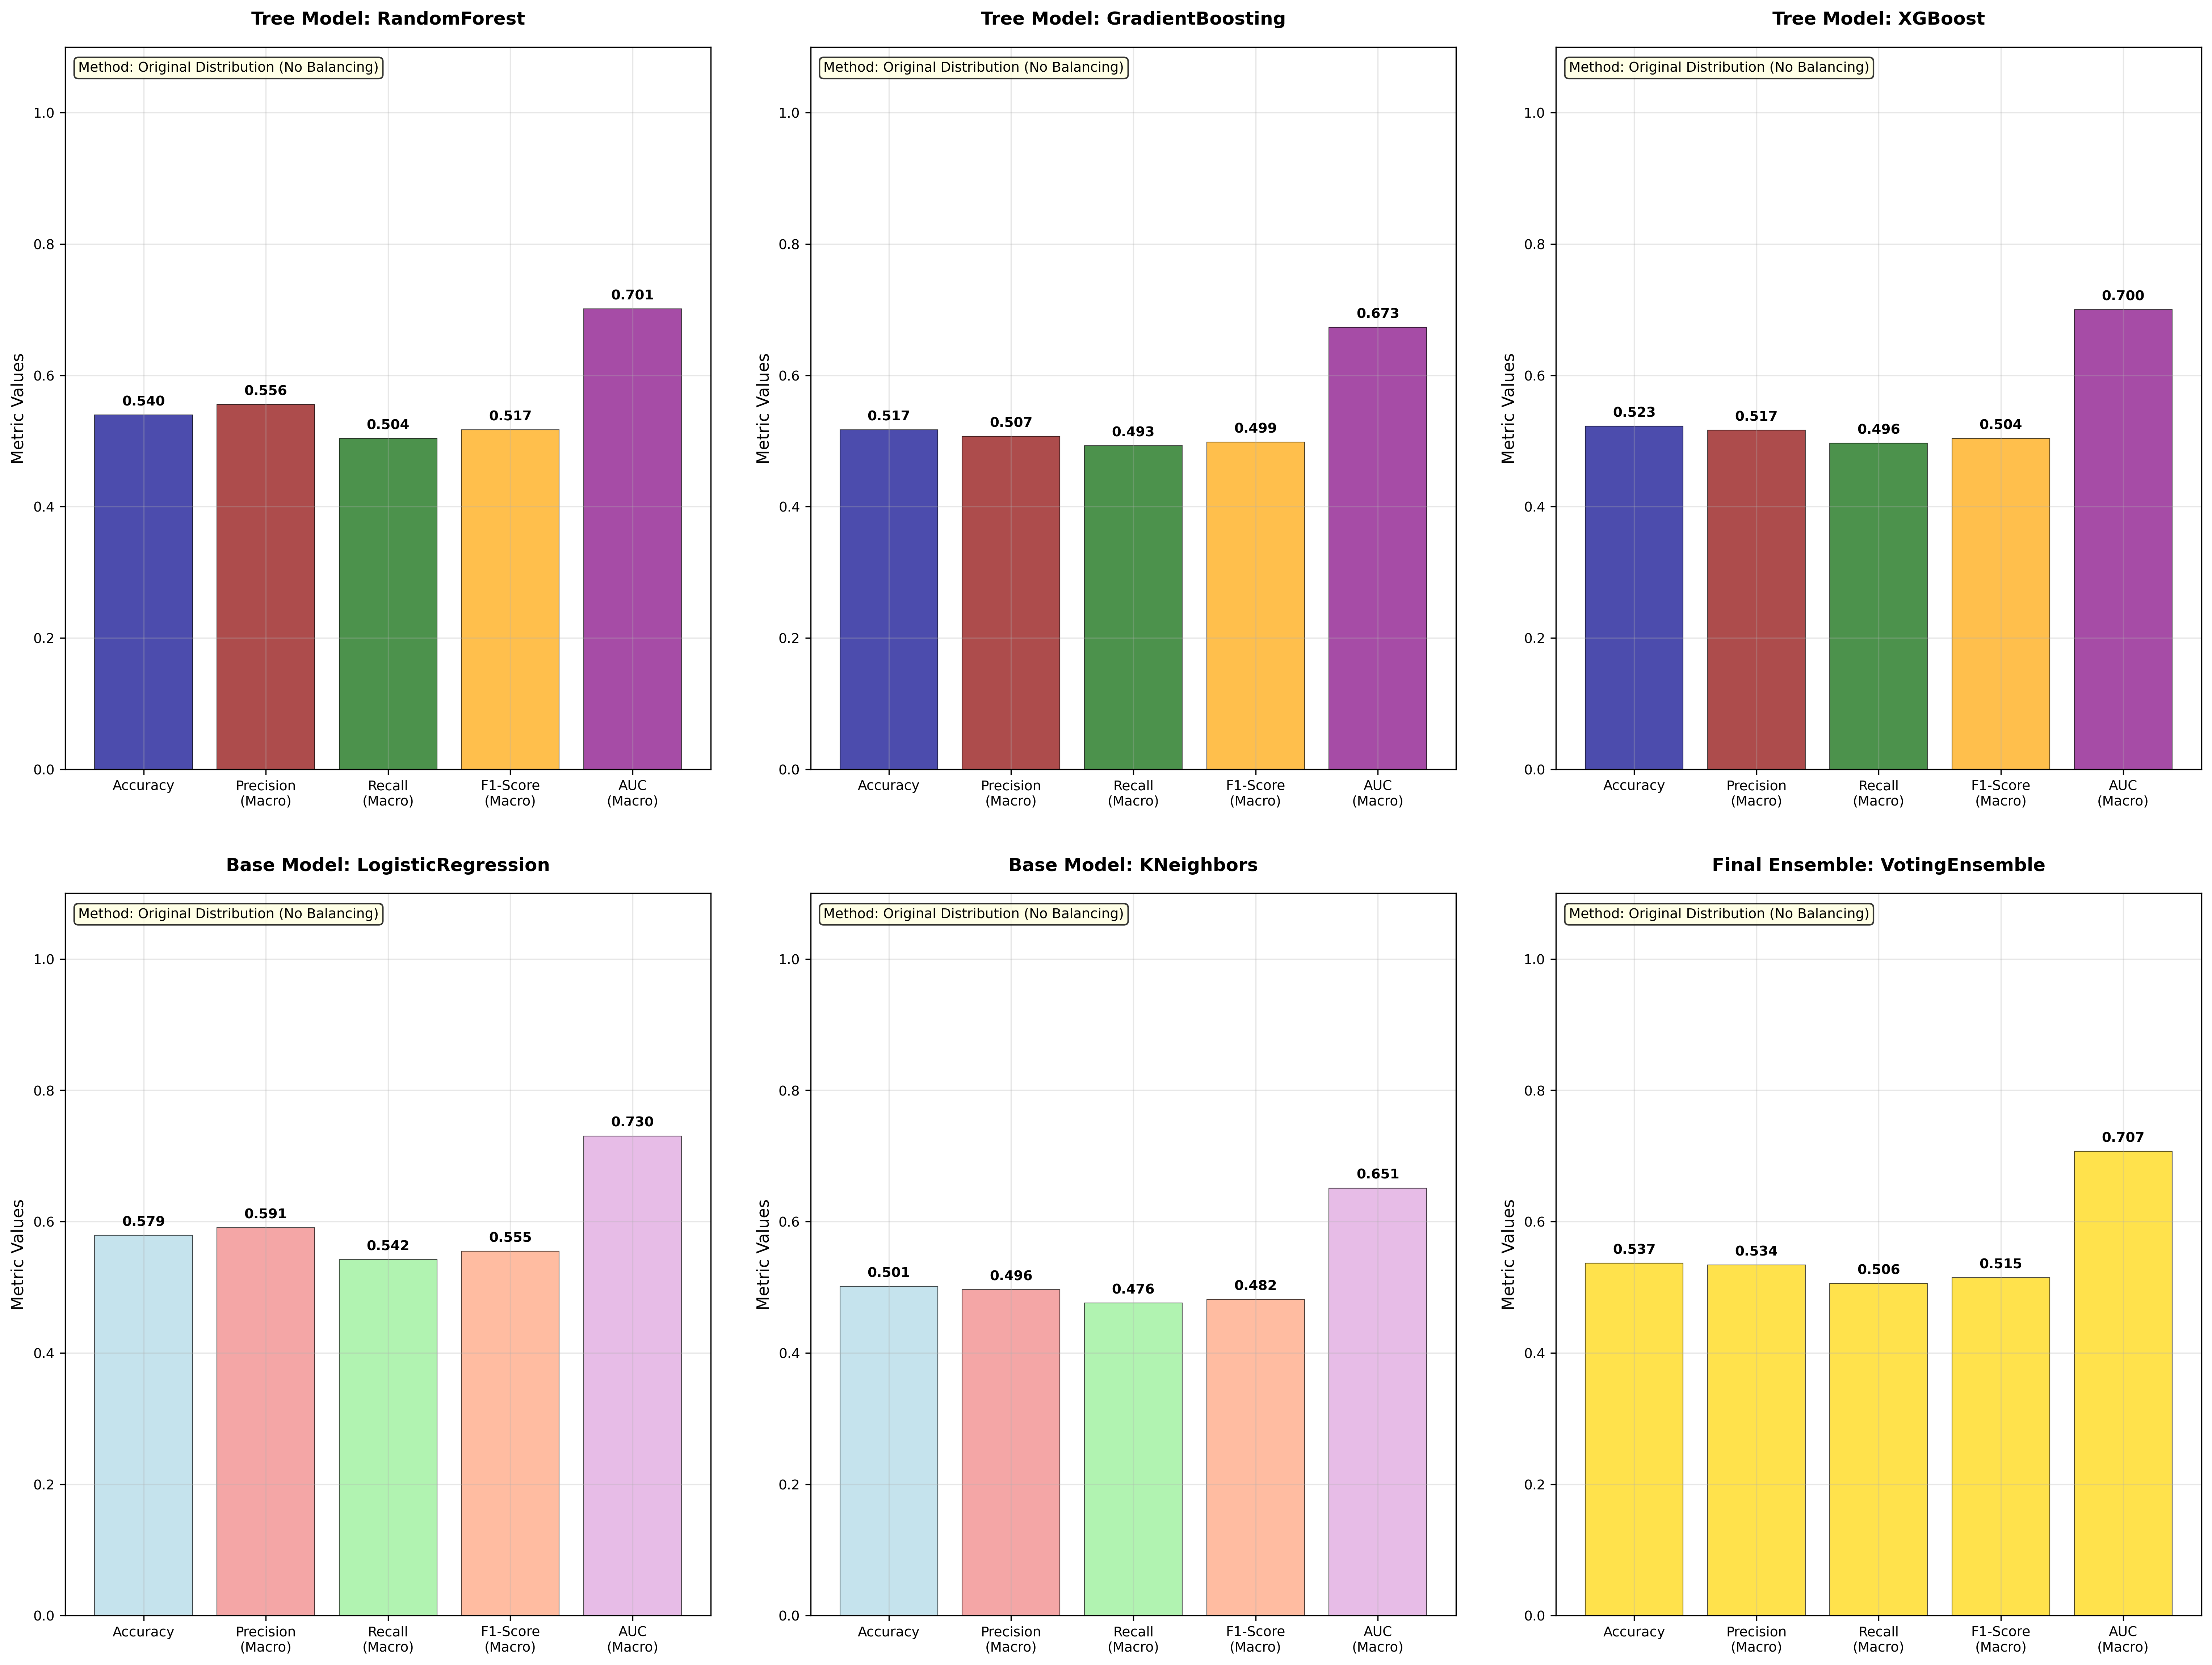 Tree Model: RandomForest
Method: Original Distribution (No Balancing)
Metric Values
1.0
0.8
0.6
0.4
0.2
0.0
0.540
0.556
0.504
0.517
0.701
Accuracy
Precision
(Macro)
Recall
(Macro)
F1-Score
(Macro)
AUC
(Macro)
Tree Model: GradientBoosting
Method: Original Distribution (No Balancing)
Metric Values
1.0
0.8
0.6
0.4
0.2
0.0
0.517
0.507
0.493
0.499
0.673
Accuracy
Precision
(Macro)
Recall
(Macro)
F1-Score
(Macro)
AUC
(Macro)
Tree Model: XGBoost
Method: Original Distribution (No Balancing)
Metric Values
1.0
0.8
0.6
0.4
0.2
0.0
0.523
0.517
0.496
0.504
0.700
Accuracy
Precision
(Macro)
Recall
(Macro)
F1-Score
(Macro)
AUC
(Macro)
Base Model: LogisticRegression
Method: Original Distribution (No Balancing)
Metric Values
1.0
0.8
0.6
0.4
0.2
0.0
0.579
0.591
0.542
0.555
0.730
Accuracy
Precision
(Macro)
Recall
(Macro)
F1-Score
(Macro)
AUC
(Macro)
Base Model: KNeighbors
Method: Original Distribution (No Balancing)
Metric Values
1.0
0.8
0.6
0.4
0.2
0.0
0.501
0.496
0.476
0.482
0.651
Accuracy
Precision
(Macro)
Recall
(Macro)
F1-Score
(Macro)
AUC
(Macro)
Final Ensemble: VotingEnsemble
Method: Original Distribution (No Balancing)
Metric Values
1.0
0.8
0.6
0.4
0.2
0.0
0.537
0.534
0.506
0.515
0.707
Accuracy
Precision
(Macro)
Recall
(Macro)
F1-Score
(Macro)
AUC
(Macro)